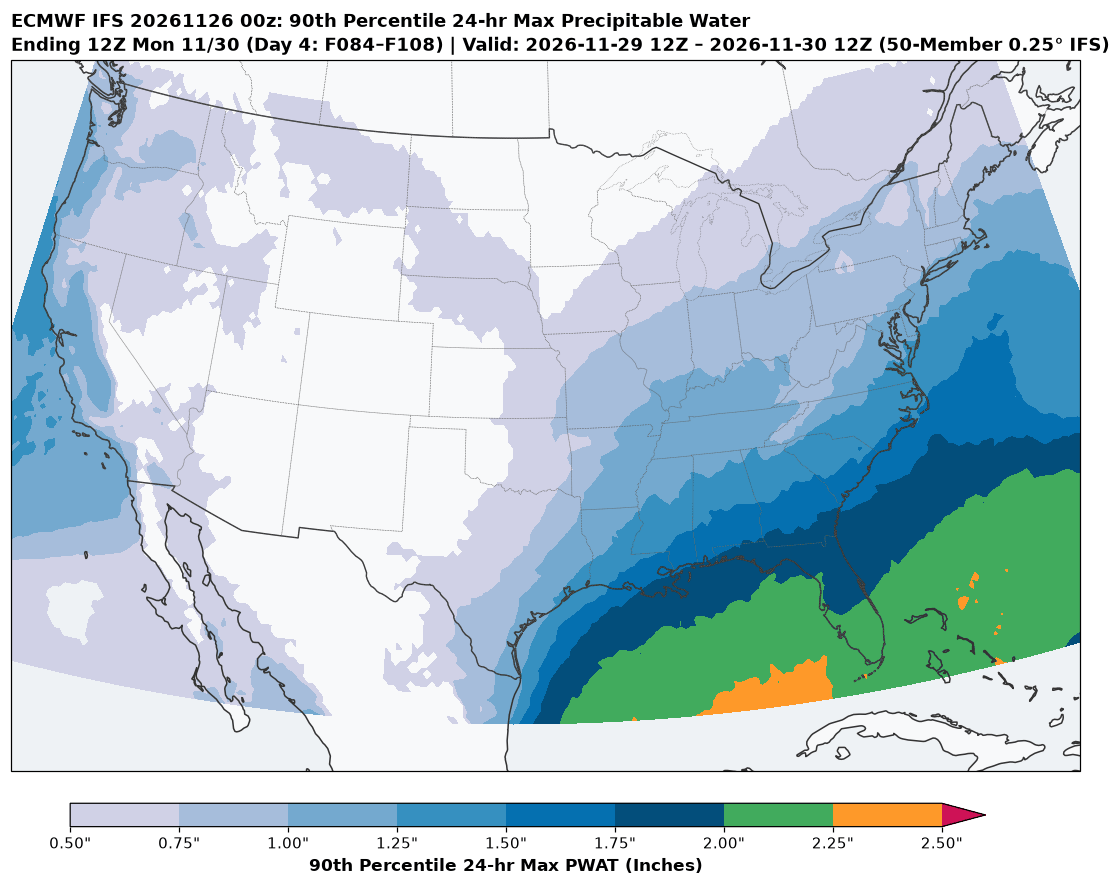 ECMWF IFS 20261126 00z: 90th Percentile 24-hr Max Precipitable Water
Ending 12Z Mon 11/30 (Day 4: F084–F108) | Valid: 2026-11-29 12Z – 2026-11-30 12Z (50-Member 0.25° IFS)
0.50" 0.75" 1.00" 1.25" 1.50" 1.75" 2.00" 2.25" 2.50"
90th Percentile 24-hr Max PWAT (Inches)